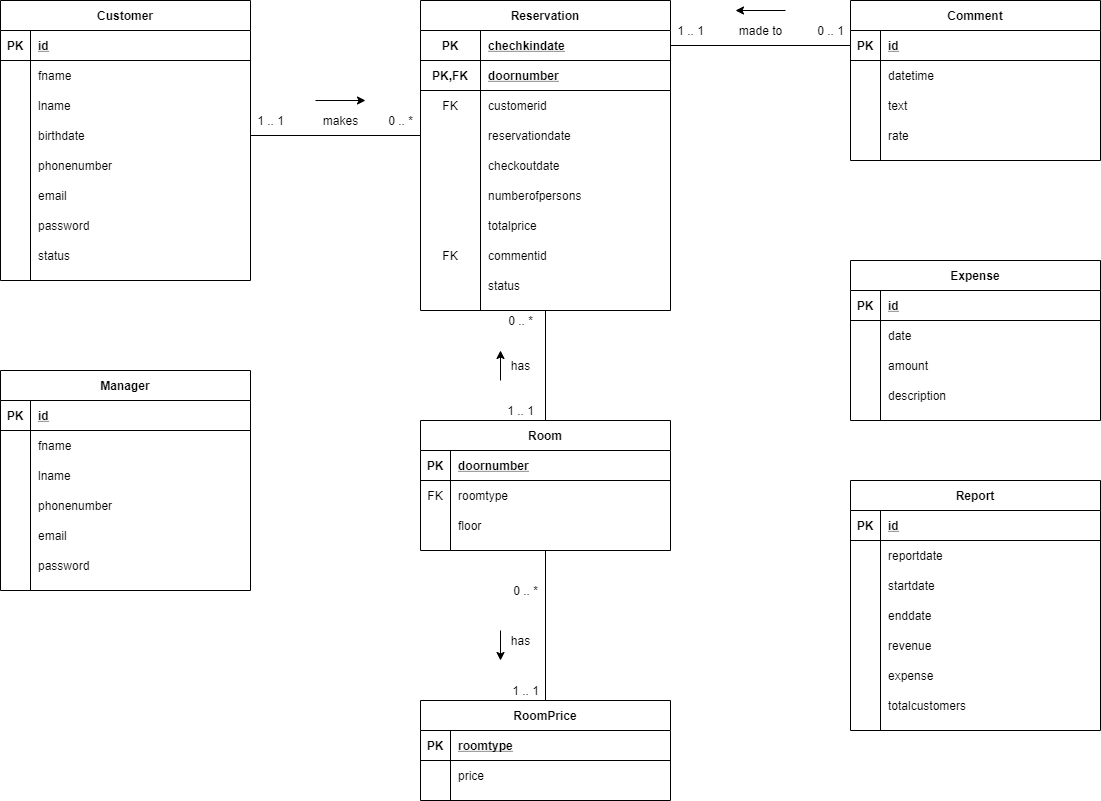 Customer
PK id
fname
lname
birthdate
phonenumber
email
password
status
1 .. 1 makes 0 .. *
Reservation
PK chechkindate
PK,FK doornumber
FK customerid
reservationdate
checkoutdate
numberofpersons
totalprice
FK commentid
status
1 .. 1 made to 0 .. 1
Comment
PK id
datetime
text
rate
Expense
PK id
date
amount
description
0 .. *
has
1 .. 1
Manager
PK id
fname
lname
phonenumber
email
password
Room
PK doornumber
FK roomtype
floor
0 .. *
has
1 .. 1
RoomPrice
PK roomtype
price
Report
PK id
reportdate
startdate
enddate
revenue
expense
totalcustomers